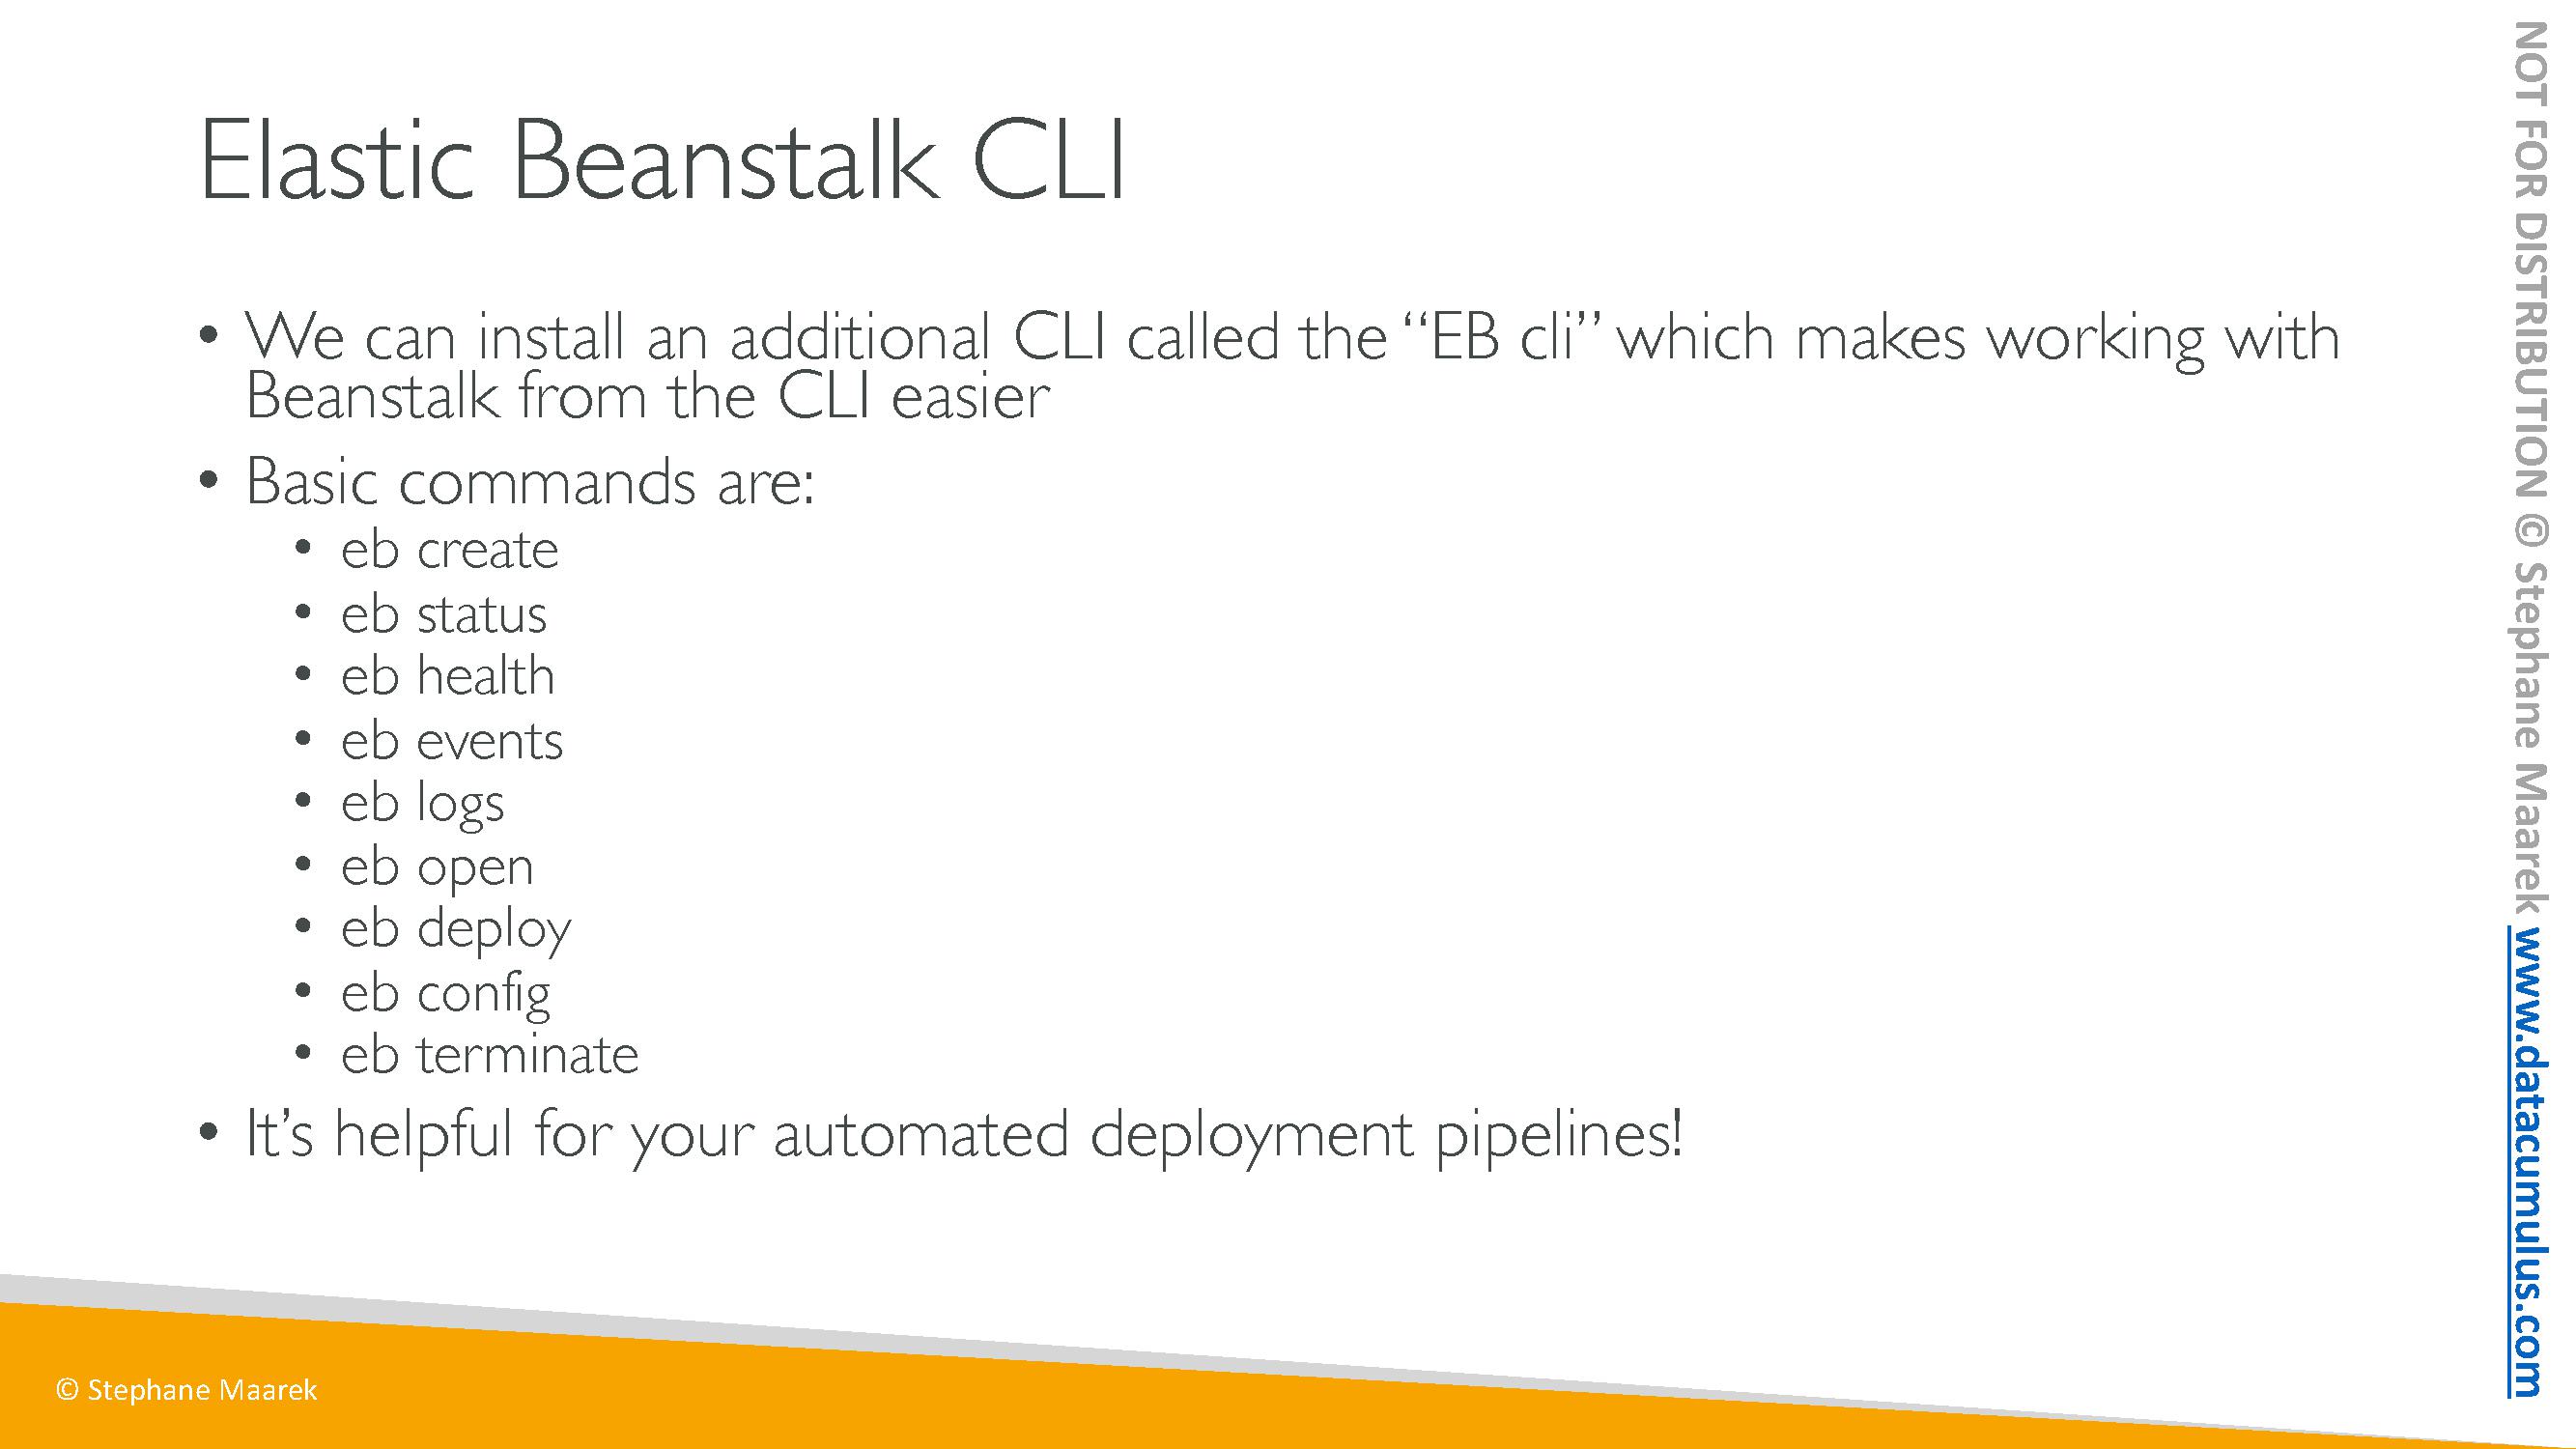 Elastic Beanstalk CLI
• We can install an additional CLI called the “EB cli” which makes working with
Beanstalk from the CLI easier
• Basic commands are:
• eb create
• eb status
• eb health
• eb events
• eb logs
• eb open
• eb deploy
• eb config
• eb terminate
• It’s helpful for your automated deployment pipelines!
© Stephane Maarek
NOT FOR DISTRIBUTION © Stephane Maarek www.datacumulus.com